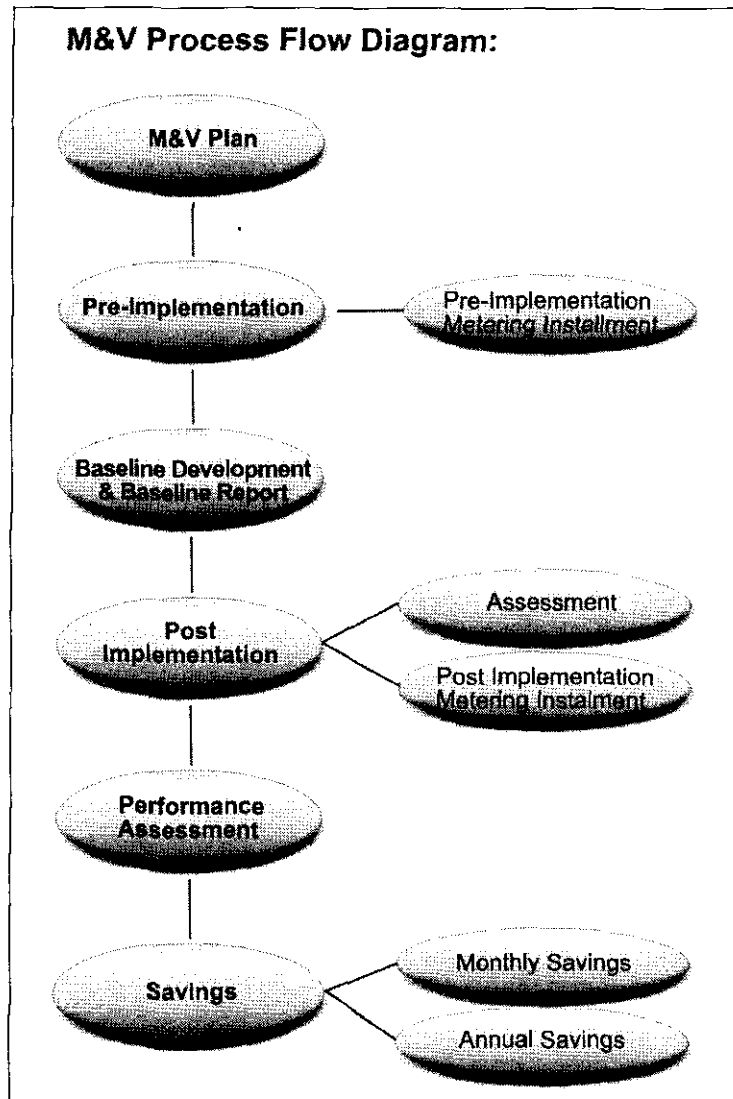 M&V Process Flow Diagram:
M&V Plan
Pre-Implementation
Pre-Implementation
Metering Installment
Baseline Development
& Baseline Report
Post
Implementation
Assessment
Post Implementation
Metering Instalment
Performance
Assessment
Savings
Monthly Savings
Annual Savings